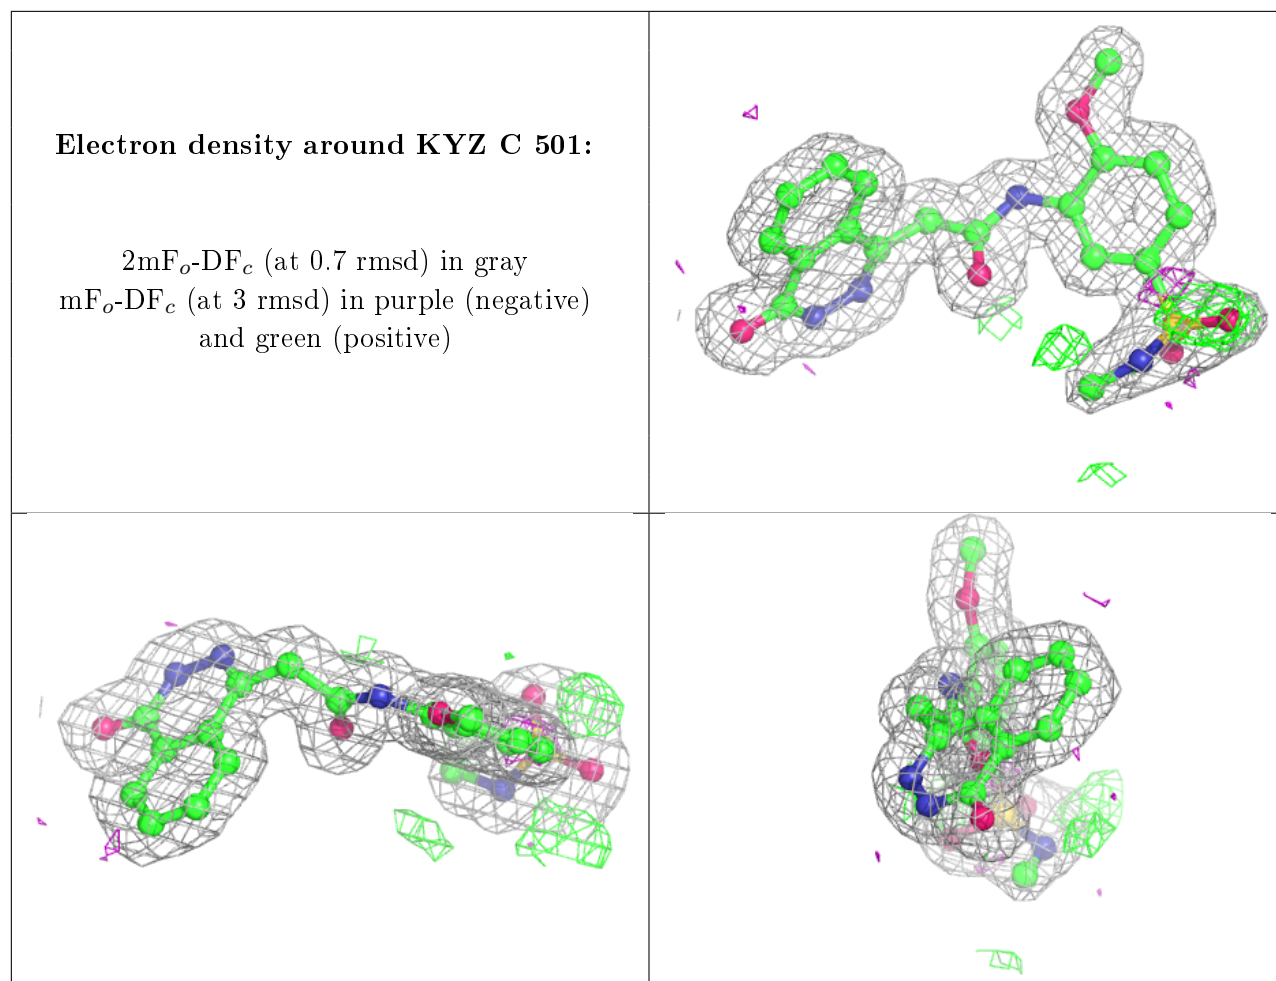 Electron density around KYZ C 501:
2mFo-DFc (at 0.7 rmsd) in gray
mFo-DFc (at 3 rmsd) in purple (negative)
and green (positive)